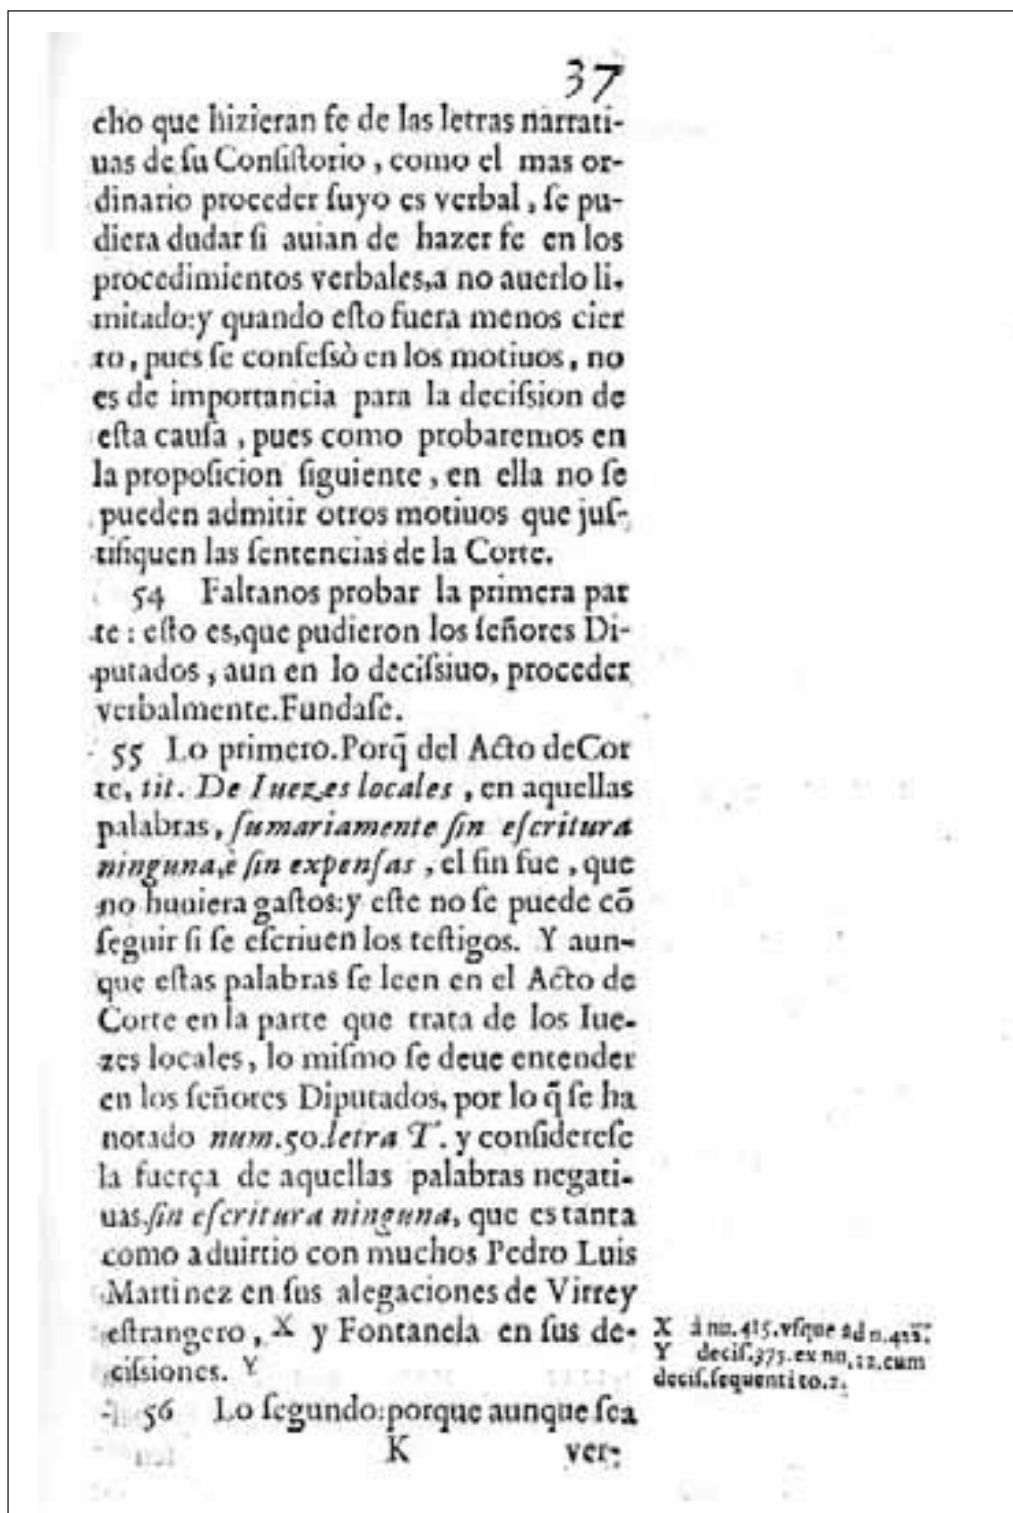 37
cho que hizieran fe de las letras narrati-
uas de ſu Conſiſtorio, como el mas or-
dinario proceder ſuyo es verbal, ſe pu-
diera dudar ſi auian de hazer fe en los
procedimientos verbales,a no auerlo li-
mitado:y quando eſto fuera menos cier
to, pues ſe confeſsò en los motiuos, no
es de importancia para la deciſsion de
eſta cauſa, pues como probaremos en
la propoſicion ſiguiente, en ella no ſe
pueden admitir otros motiuos que juſ-
tifiquen las ſentencias de la Corte.
54 Faltanos probar la primera par
te: eſto es,que pudieron los ſeñores Di-
putados, aun en lo deciſsiuo, proceder
verbalmente.Fundaſe.
55 Lo primero.Porq̃ del Acto deCor
te, tit. De Iuezes locales, en aquellas
palabras, ſumariamente ſin eſcritura
ninguna,è ſin expenſas, el fin fue, que
no huuiera gaſtos:y eſte no ſe puede cõ
ſeguir ſi ſe eſcriuen los teſtigos. Y aun-
que eſtas palabras ſe leen en el Acto de
Corte en la parte que trata de los Iue-
zes locales, lo miſmo ſe deue entender
en los ſeñores Diputados, por lo q̃ ſe ha
notado num.50.letra T. y conſidereſe
la fuerça de aquellas palabras negati-
uas.ſin eſcritura ninguna, que es tanta
como aduirtio con muchos Pedro Luis
Martinez en ſus alegaciones de Virrey
eſtrangero, X y Fontanela en ſus de-
ciſsiones. Y
X à nu.415.vſque ad n.422.
Y deciſ.375.ex nu.12.cum
deciſ.ſequenti to.2.
56 Lo ſegundo:porque aunque ſea
K ver-